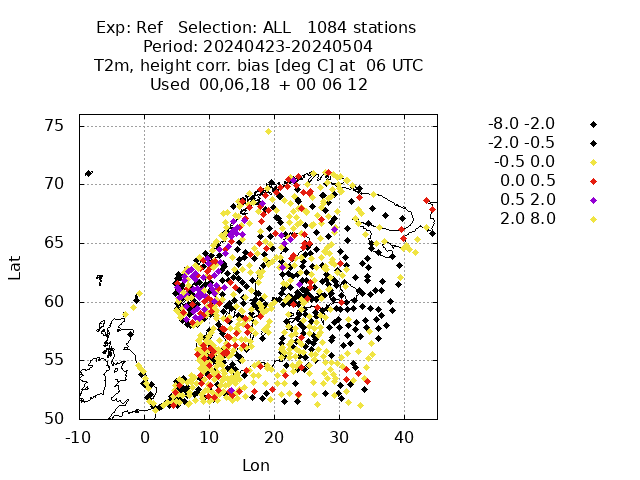 Exp: Ref Selection: ALL 1084 stations
Period: 20240423-20240504
T2m, height corr. bias [deg C] at 06 UTC
Used 00,06,18 + 00 06 12
-8.0 -2.0
-2.0 -0.5
-0.5 0.0
0.0 0.5
0.5 2.0
2.0 8.0
75
70
65
60
55
50
Lat
-10 0 10 20 30 40
Lon